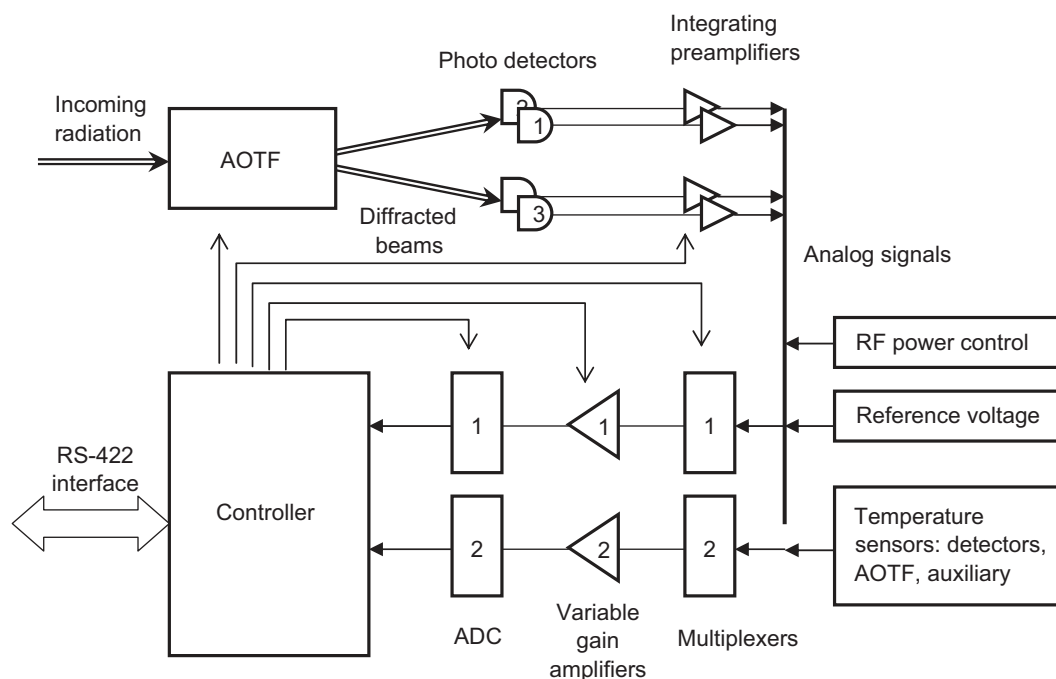 Integrating
preamplifiers
Photo detectors
Incoming
radiation
AOTF
1
3
Diffracted
beams
Analog signals
RF power control
Reference voltage
Temperature
sensors: detectors,
AOTF, auxiliary
RS-422
interface
Controller
1
1
1
2
2
2
ADC
Variable
gain
amplifiers
Multiplexers